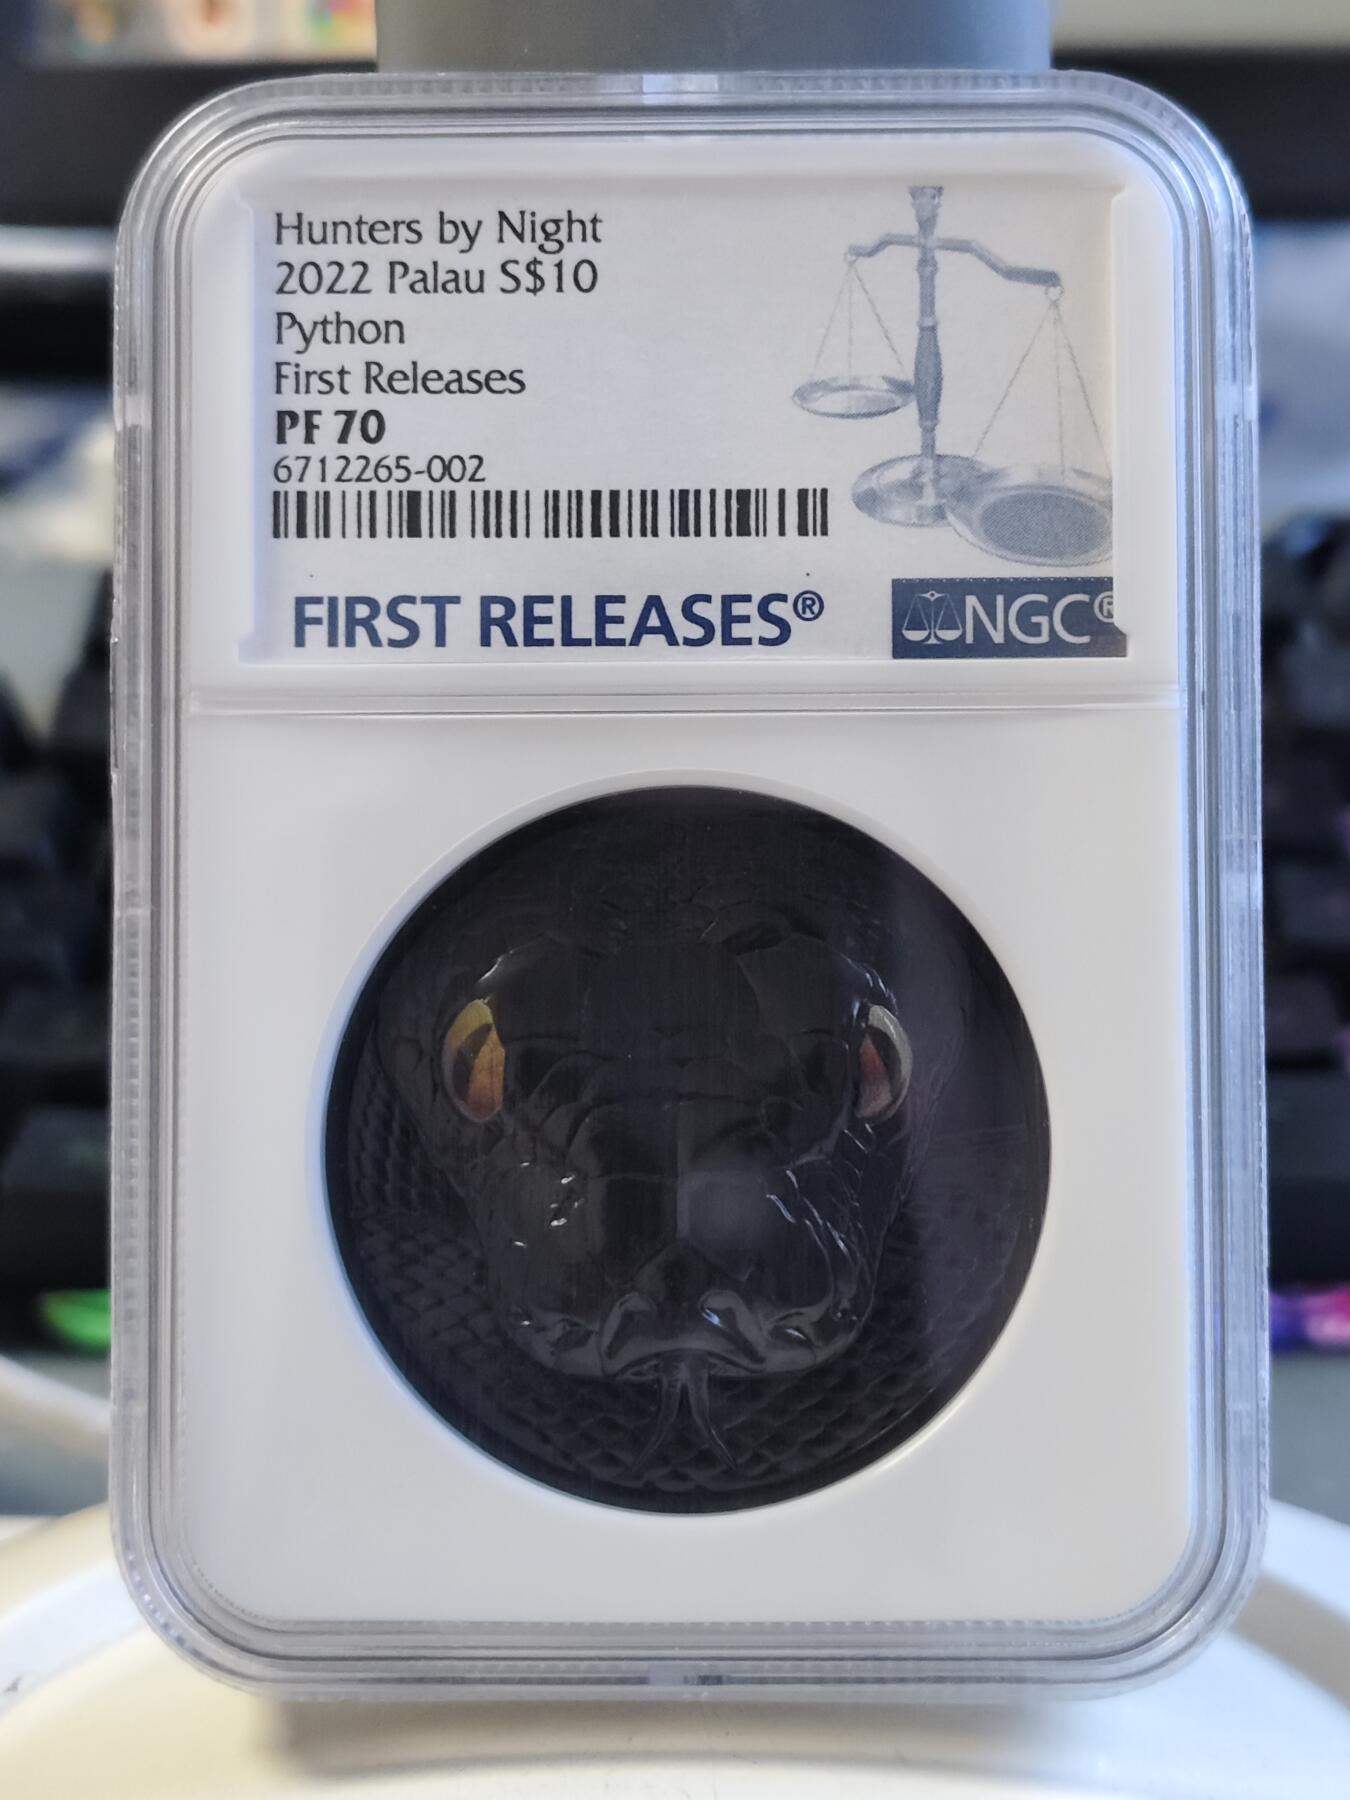 Hunters by Night
2022 Palau S$10
Python
First Releases
PF 70
6712265-002
FIRST RELEASES®
NGC®